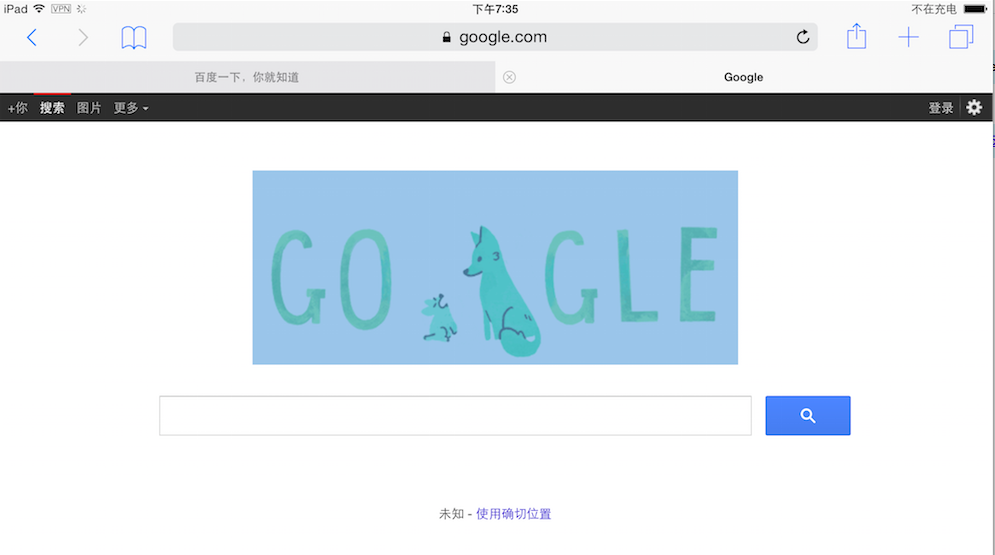 iPad VPN 下午7:35 不在充电
google.com
百度一下，你就知道 Google
+你 搜索 图片 更多 登录
GO GLE
未知 - 使用确切位置